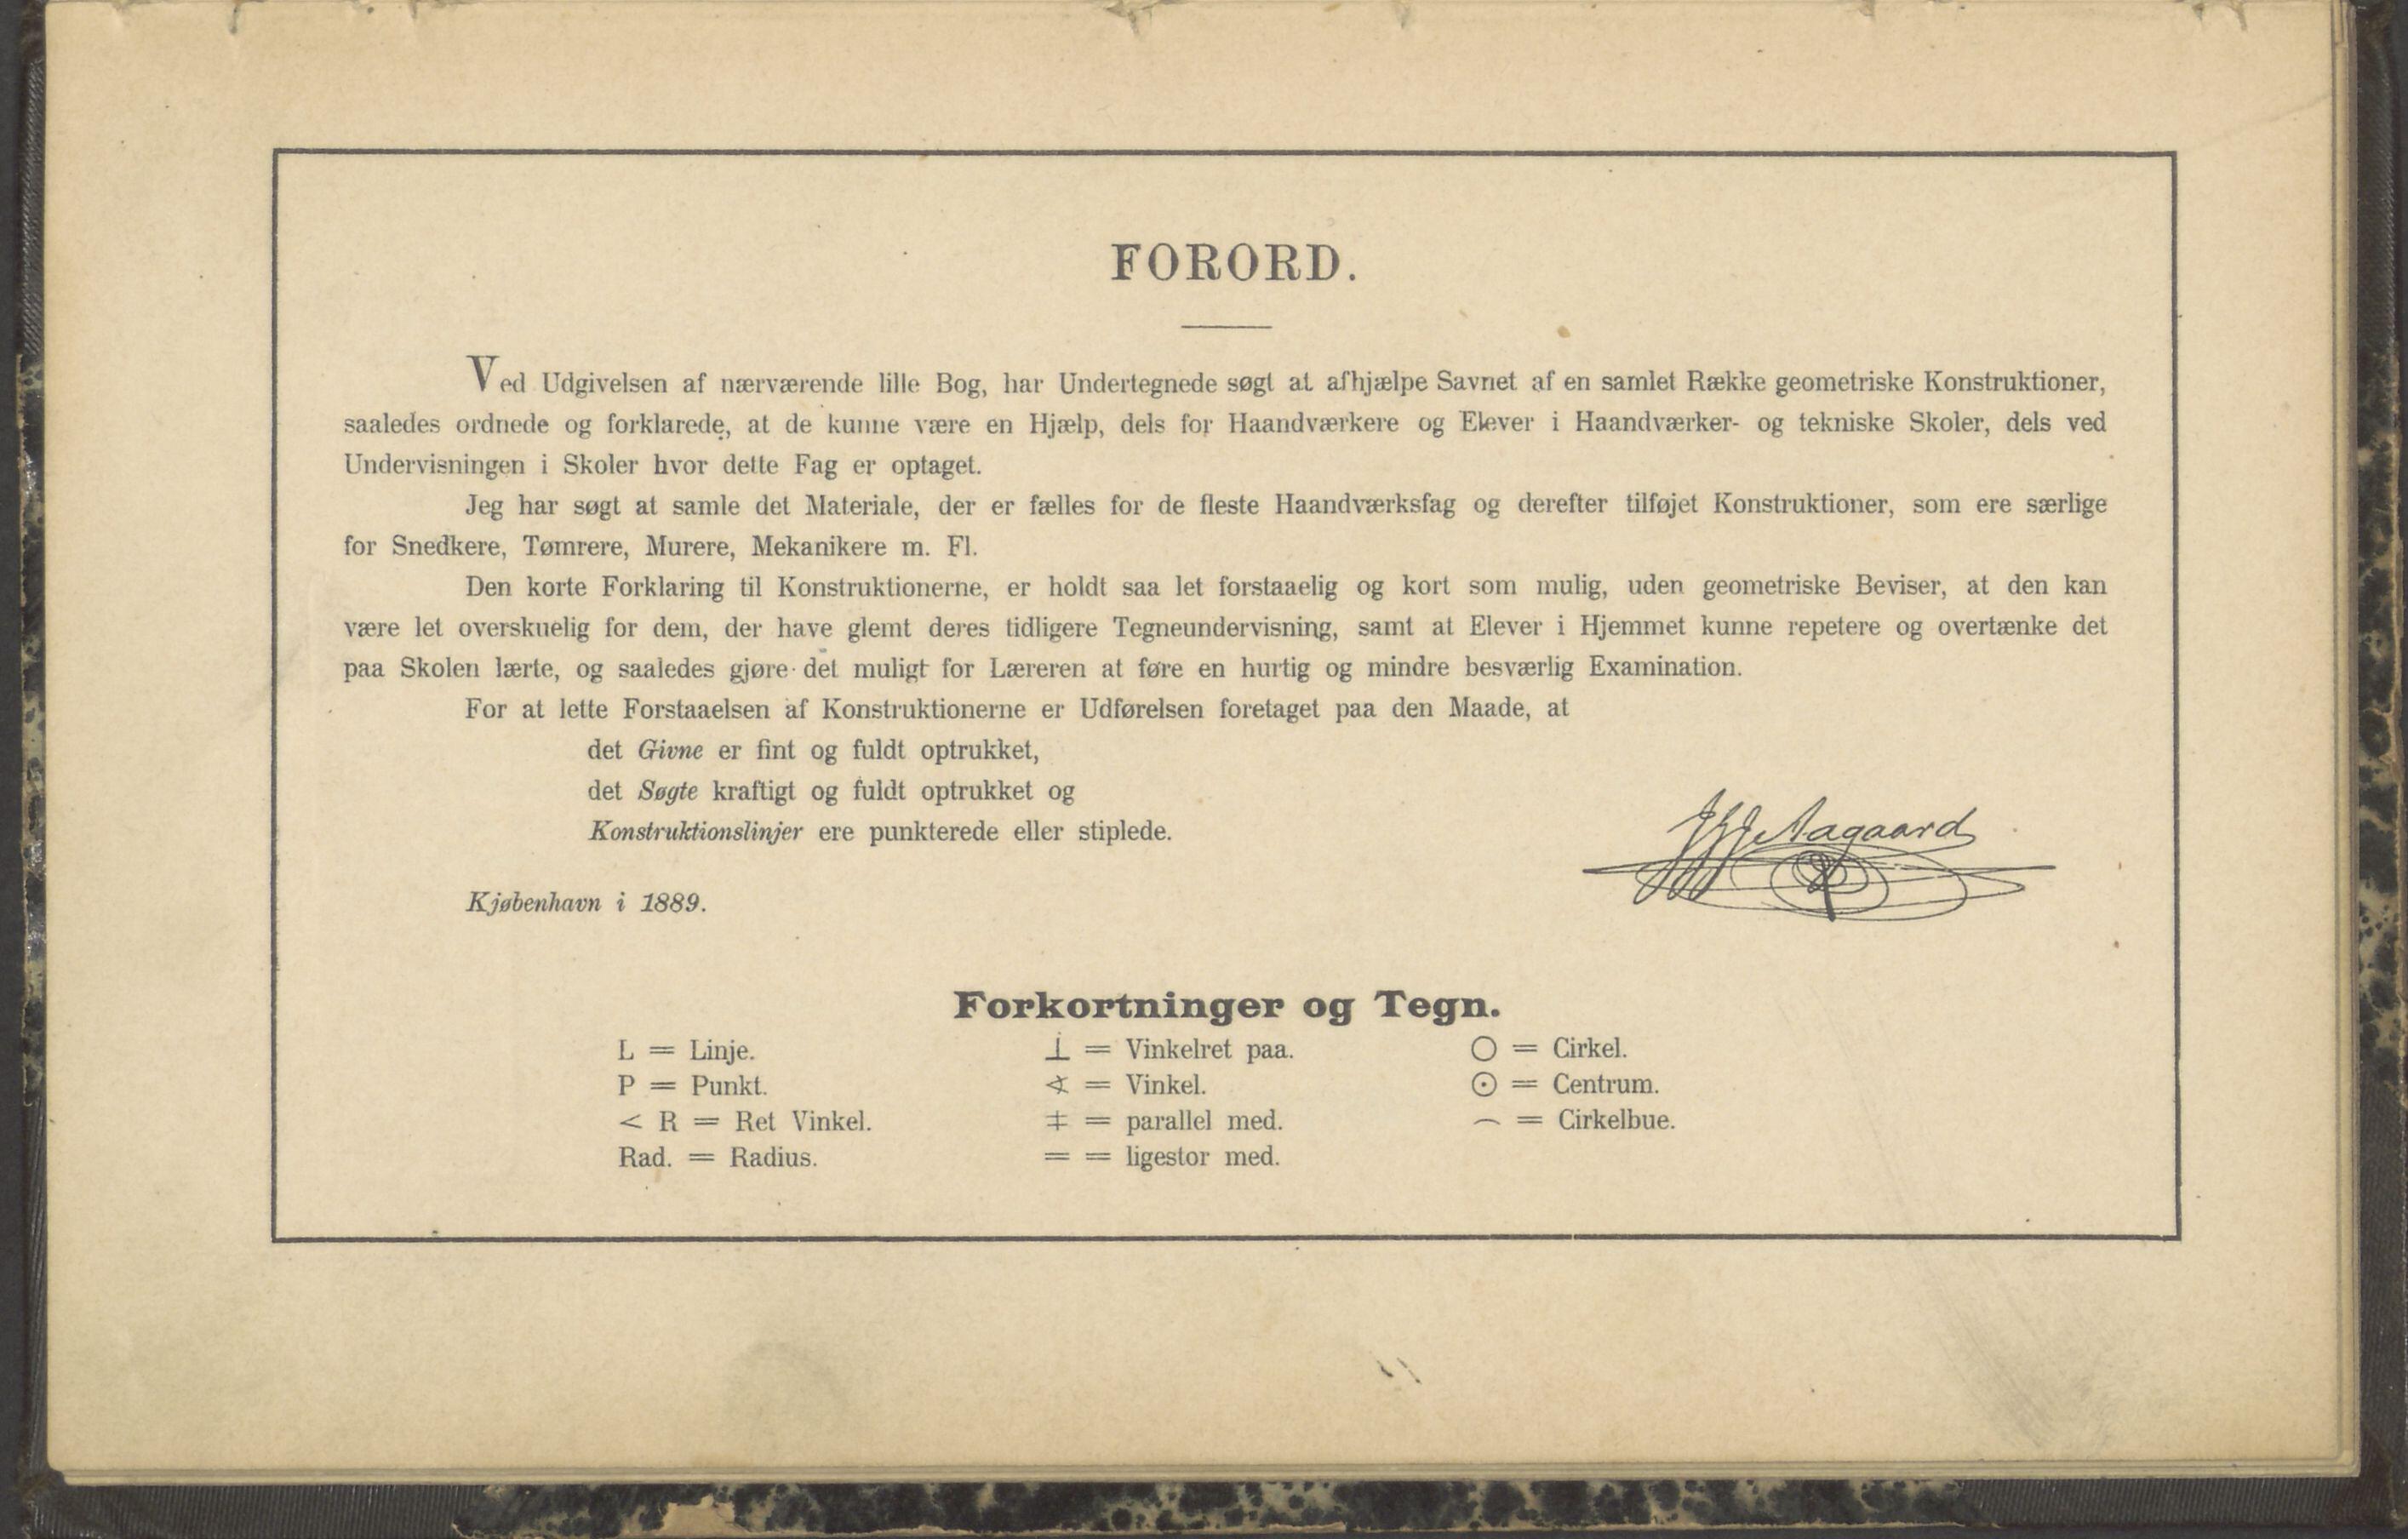 FORORD.
Ved Udgivelsen af nærværende lille Bog, har Undertegnede søgt at afhjælpe Savnet af en samlet Række geometriske Konstruktioner,
saaledes ordnede og forklarede, at de kunne være en Hjælp, dels for Haandværkere og Elever i Haandværker- og tekniske Skoler, dels ved
Undervisningen i Skoler hvor dette Fag er optaget.
Jeg har søgt at samle det Materiale, der er fælles for de fleste Haandværksfag og derefter tilføjet Konstruktioner, som ere særlige
for Snedkere, Tømrere, Murere, Mekanikere m. Fl.
Den korte Forklaring til Konstruktionerne, er holdt saa let forstaaelig og kort som mulig, uden geometriske Beviser, at den kan
være let overskuelig for dem, der have glemt deres tidligere Tegneundervisning, samt at Elever i Hjemmet kunne repetere og overtænke det
paa Skolen lærte, og saaledes gjøre det muligt for Læreren at føre en hurtig og mindre besværlig Examination.
For at lette Forstaaelsen af Konstruktionerne er Udførelsen foretaget paa den Maade, at
det Givne er fint og fuldt optrukket,
det Søgte kraftigt og fuldt optrukket og
Konstruktionslinjer ere punkterede eller stiplede.
Aagaard
Kjøbenhavn i 1889.
Forkortninger og Tegn.
L = Linje. ⊥ = Vinkelret paa. ○ = Cirkel.
P = Punkt. ∢ = Vinkel. ⊙ = Centrum.
< R = Ret Vinkel. ‡ = parallel med. ⌒ = Cirkelbue.
Rad. = Radius. = = ligestor med.